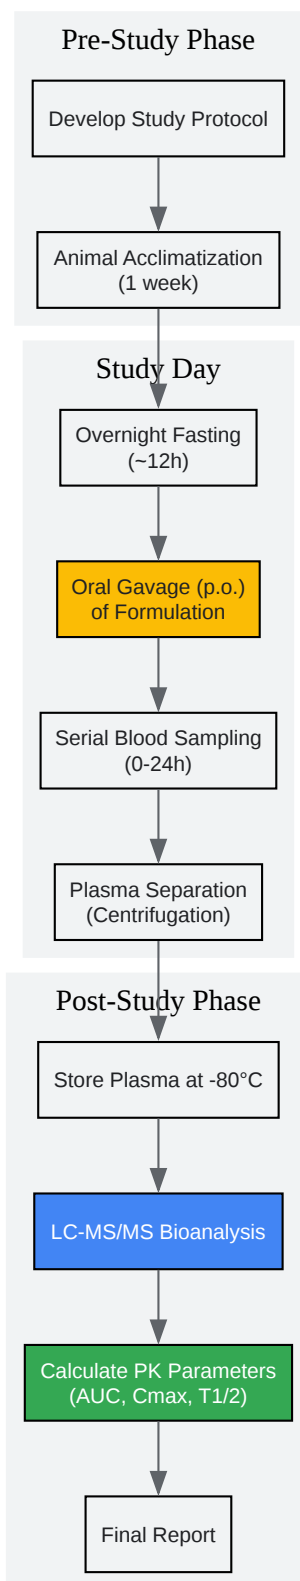 Pre-Study Phase
Develop Study Protocol
Animal Acclimatization
(1 week)
Study Day
Overnight Fasting
(~12h)
Oral Gavage (p.o.)
of Formulation
Serial Blood Sampling
(0-24h)
Plasma Separation
(Centrifugation)
Post-Study Phase
Store Plasma at -80°C
LC-MS/MS Bioanalysis
Calculate PK Parameters
(AUC, Cmax, T1/2)
Final Report